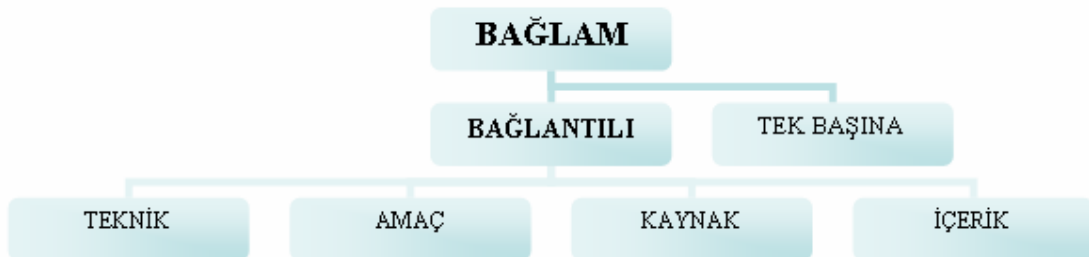 BAĞLAM
BAĞLANTILI
TEK BAŞINA
TEKNİK
AMAÇ
KAYNAK
İÇERİK